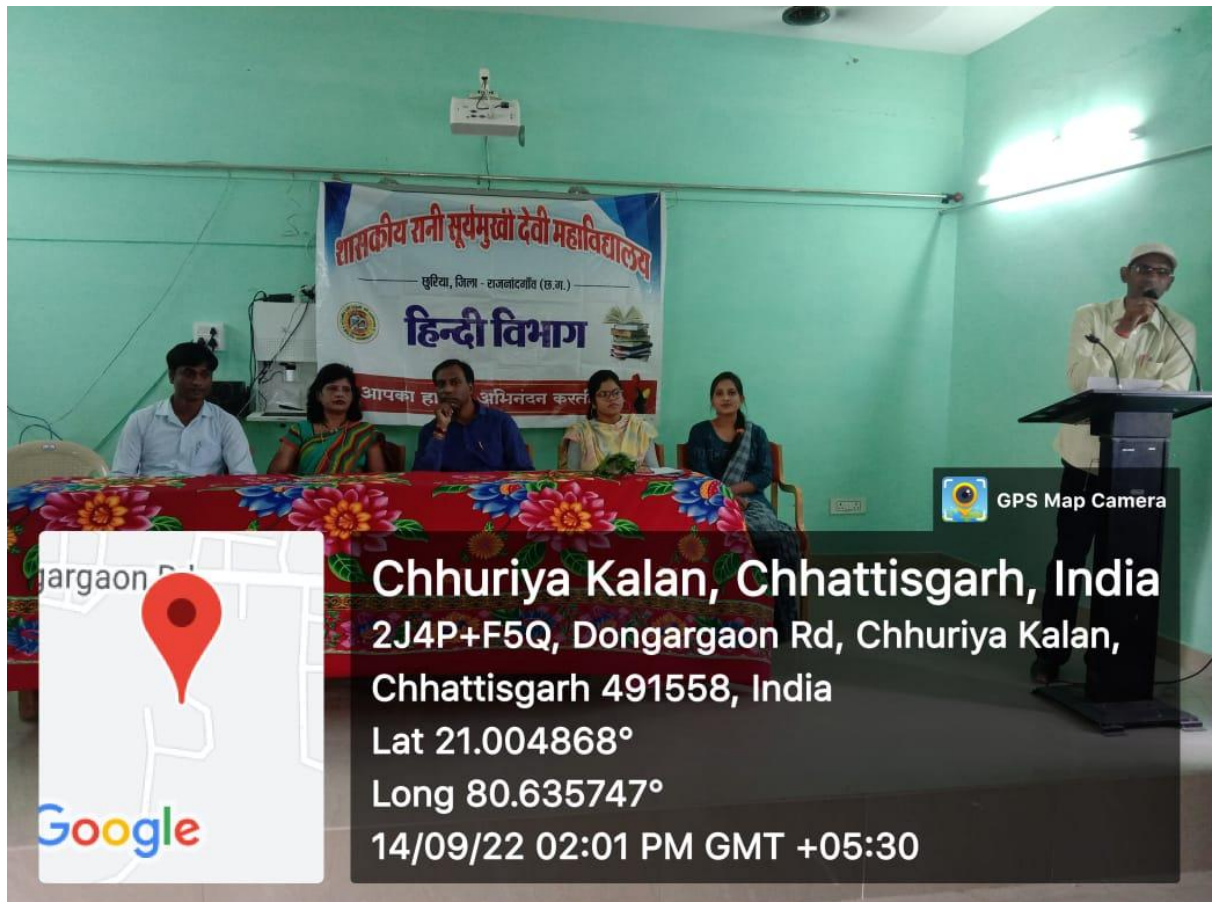 शासकीय रानी सूर्यमुखी देवी महाविद्यालय
छुरिया, जिला - राजनांदगाँव (छ.ग.)
हिन्दी विभाग
आपका हा अभिनंदन करती
GPS Map Camera
gargaon
Google
Chhuriya Kalan, Chhattisgarh, India
2J4P+F5Q, Dongargaon Rd, Chhuriya Kalan,
Chhattisgarh 491558, India
Lat 21.004868°
Long 80.635747°
14/09/22 02:01 PM GMT +05:30